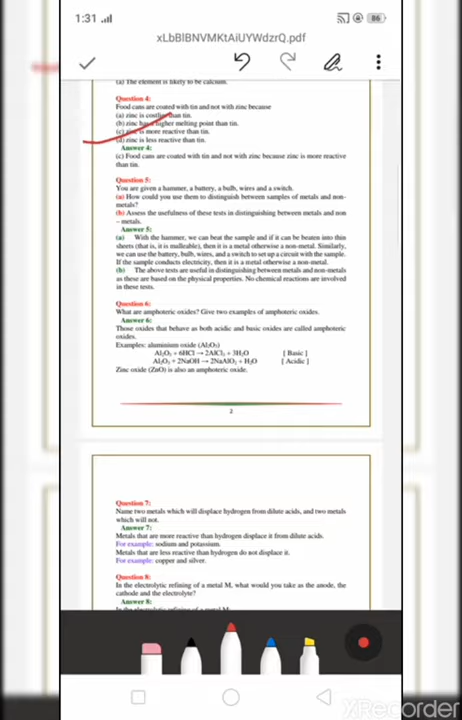 1:31
86
xLbBlBNVMKtAiUYWdzrQ.pdf
(a) The element is likely to be calcium.
Question 4:
Food cans are coated with tin and not with zinc because
(a) zinc is costlier than tin.
(b) zinc has a higher melting point than tin.
(c) zinc is more reactive than tin.
(d) zinc is less reactive than tin.
Answer 4:
(c) Food cans are coated with tin and not with zinc because zinc is more reactive
than tin.
Question 5:
You are given a hammer, a battery, a bulb, wires and a switch.
(a) How could you use them to distinguish between samples of metals and non–
metals?
(b) Assess the usefulness of these tests in distinguishing between metals and non
– metals.
Answer 5:
(a) With the hammer, we can beat the sample and if it can be beaten into thin
sheets (that is, it is malleable), then it is a metal otherwise a non-metal. Similarly,
we can use the battery, bulb, wires, and a switch to set up a circuit with the sample.
If the sample conducts electricity, then it is a metal otherwise a non-metal.
(b) The above tests are useful in distinguishing between metals and non-metals
as these are based on the physical properties. No chemical reactions are involved
in these tests.
Question 6:
What are amphoteric oxides? Give two examples of amphoteric oxides.
Answer 6:
Those oxides that behave as both acidic and basic oxides are called amphoteric
oxides.
Examples: aluminium oxide (Al₂O₃)
Al₂O₃ + 6HCl → 2AlCl₃ + 3H₂O [ Basic ]
Al₂O₃ + 2NaOH → 2NaAlO₂ + H₂O [ Acidic ]
Zinc oxide (ZnO) is also an amphoteric oxide.
2
Question 7:
Name two metals which will displace hydrogen from dilute acids, and two metals
which will not.
Answer 7:
Metals that are more reactive than hydrogen displace it from dilute acids.
For example: sodium and potassium.
Metals that are less reactive than hydrogen do not displace it.
For example: copper and silver.
Question 8:
In the electrolytic refining of a metal M, what would you take as the anode, the
cathode and the electrolyte?
Answer 8:
In the electrolytic refining of a metal M:
XRecorder